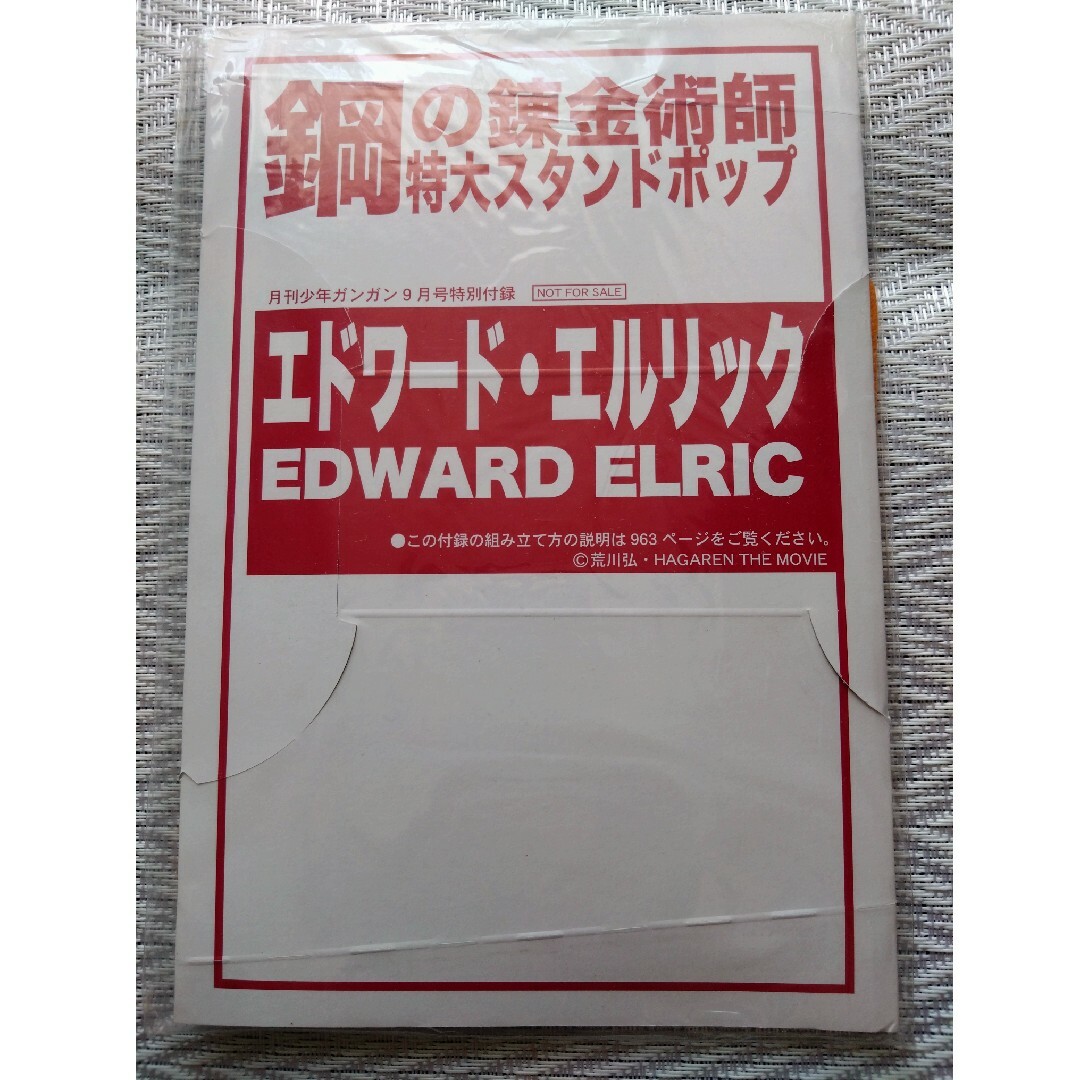 鋼の錬金術師
特大スタンドポップ
月刊少年ガンガン9月号特別付録 NOT FOR SALE
エドワード・エルリック
EDWARD ELRIC
●この付録の組み立て方の説明は963ページをご覧ください。
©荒川弘・HAGAREN THE MOVIE